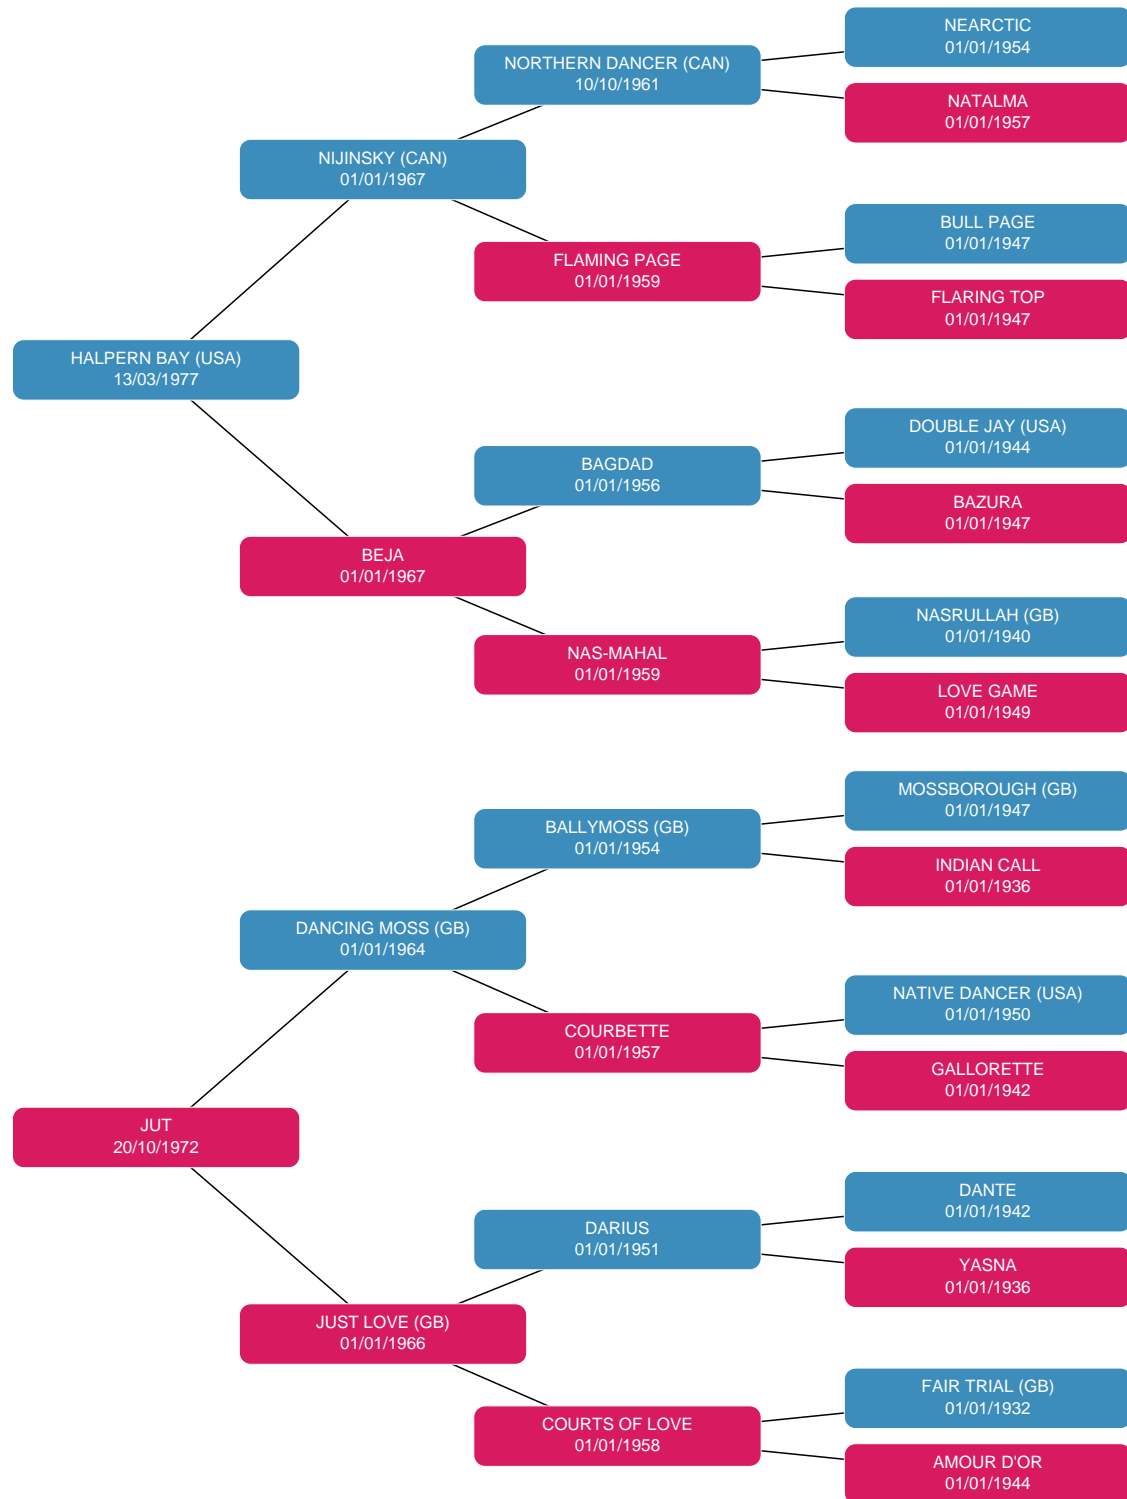 NEARCTIC
01/01/1954
NORTHERN DANCER (CAN)
10/10/1961
NATALMA
01/01/1957
NIJINSKY (CAN)
01/01/1967
BULL PAGE
01/01/1947
FLAMING PAGE
01/01/1959
FLARING TOP
01/01/1947
HALPERN BAY (USA)
13/03/1977
DOUBLE JAY (USA)
01/01/1944
BAGDAD
01/01/1956
BAZURA
01/01/1947
BEJA
01/01/1967
NASRULLAH (GB)
01/01/1940
NAS-MAHAL
01/01/1959
LOVE GAME
01/01/1949
MOSSBOROUGH (GB)
01/01/1947
BALLYMOSS (GB)
01/01/1954
INDIAN CALL
01/01/1936
DANCING MOSS (GB)
01/01/1964
NATIVE DANCER (USA)
01/01/1950
COURBETTE
01/01/1957
GALLORETTE
01/01/1942
JUT
20/10/1972
DANTE
01/01/1942
DARIUS
01/01/1951
YASNA
01/01/1936
JUST LOVE (GB)
01/01/1966
FAIR TRIAL (GB)
01/01/1932
COURTS OF LOVE
01/01/1958
AMOUR D'OR
01/01/1944